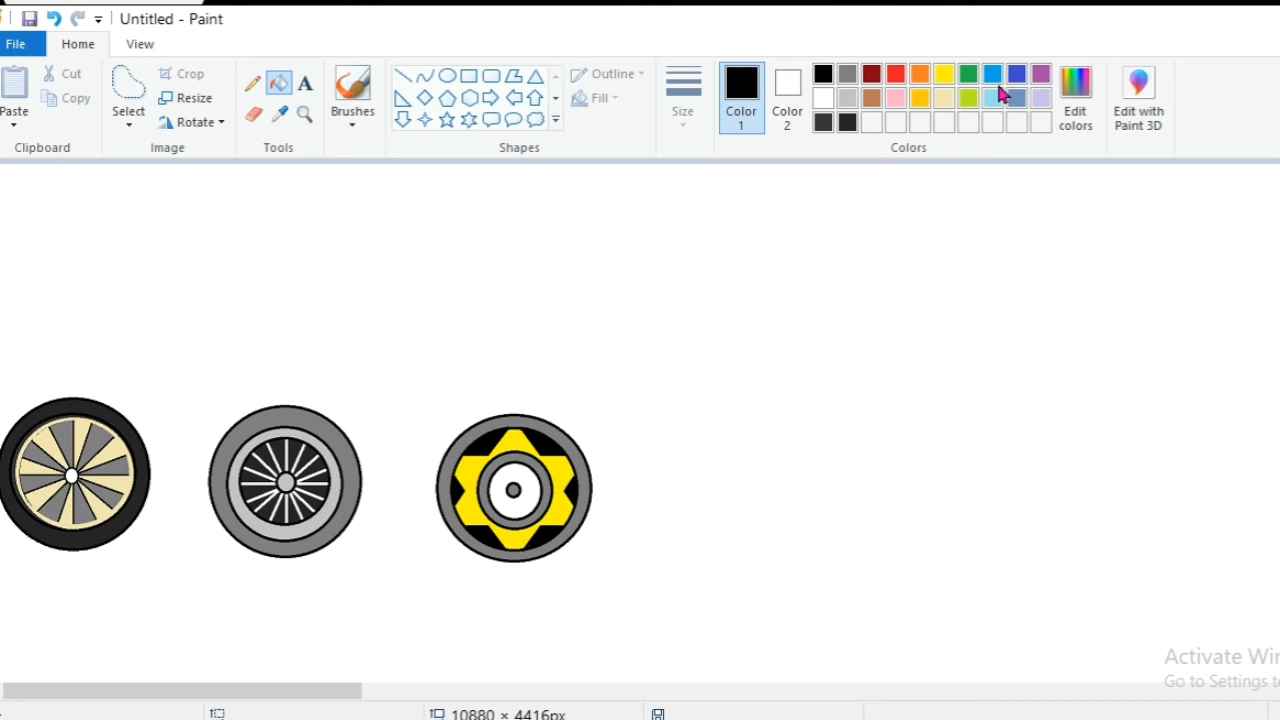 Untitled - Paint
File Home View
Paste
Cut
Copy
Clipboard
Select
Crop
Resize
Rotate
Image
A
Tools
Brushes
Outline
Fill
Shapes
Size
Color 1
Color 2
Edit colors
Edit with Paint 3D
Colors
Activate Win
Go to Settings t
10880 × 4416px